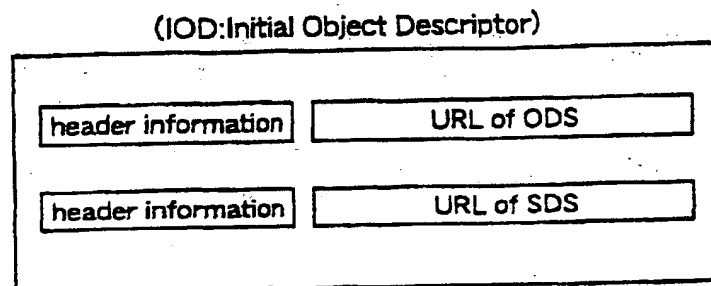 (IOD:Initial Object Descriptor)
header information URL of ODS
header information URL of SDS